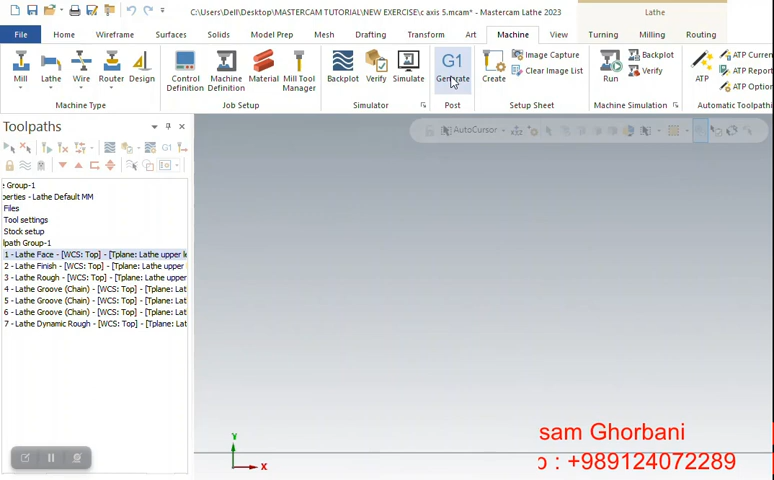 C:\Users\Dell\Desktop\MASTERCAM TUTORIAL\NEW EXERCISE\c axis 5.mcam* - Mastercam Lathe 2023
Lathe
File Home Wireframe Surfaces Solids Model Prep Mesh Drafting Transform Art Machine View Turning Milling Routing
Mill Lathe Wire Router Design
Machine Type
Control Definition Machine Definition Material Mill Tool Manager
Job Setup
Backplot Verify Simulate
Simulator
G1
Generate
Post
Create Image Capture
Clear Image List
Setup Sheet
Run Backplot
Verify
Machine Simulation
ATP ATP Curren
ATP Report
ATP Option
Automatic Toolpa
AutoCursor
Toolpaths
G1
e Group-1
perties - Lathe Default MM
Files
Tool settings
Stock setup
lpath Group-1
1 - Lathe Face - [WCS: Top] - [Tplane: Lathe upper le
2 - Lathe Finish - [WCS: Top] - [Tplane: Lathe upper
3 - Lathe Rough - [WCS: Top] - [Tplane: Lathe upper
4 - Lathe Groove (Chain) - [WCS: Top] - [Tplane: Lat
5 - Lathe Groove (Chain) - [WCS: Top] - [Tplane: Lat
6 - Lathe Groove (Chain) - [WCS: Top] - [Tplane: Lat
7 - Lathe Dynamic Rough - [WCS: Top] - [Tplane: Lat
Y
X
sam Ghorbani
: +989124072289